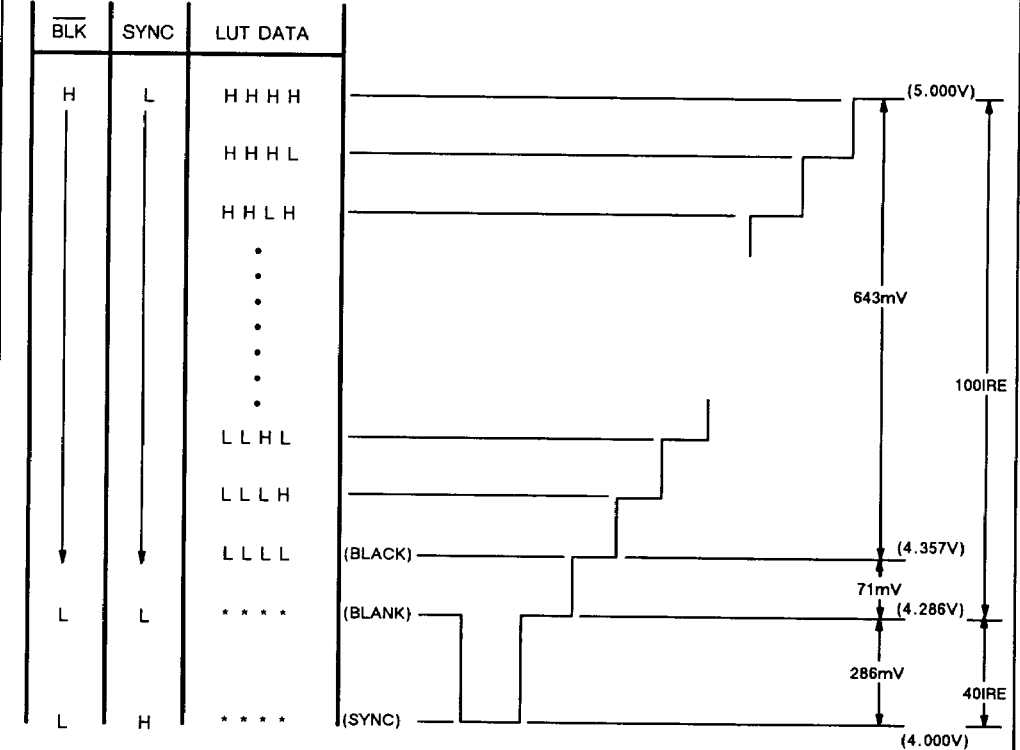 BLK SYNC LUT DATA
H L H H H H (5.000V)
H H H L
H H L H
643mV
100IRE
L L H L
L L L H
L L L L (BLACK) (4.357V)
71mV
L L * * * * (BLANK) (4.286V)
286mV
40IRE
L H * * * * (SYNC)
(4.000V)